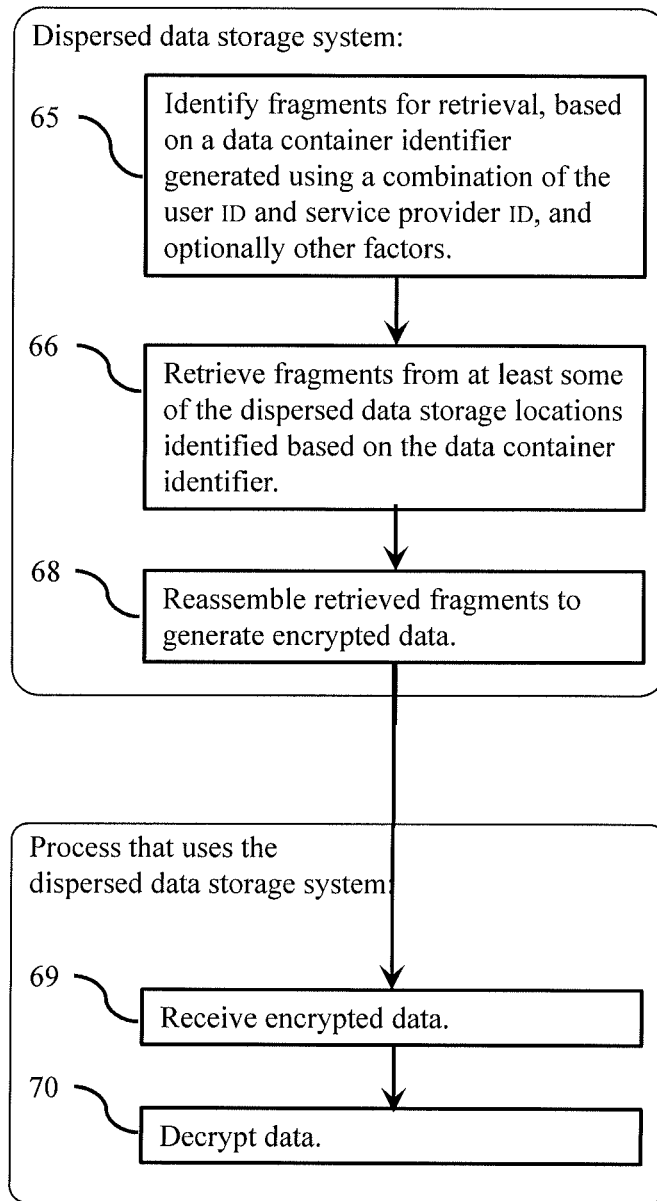 Dispersed data storage system:
65
Identify fragments for retrieval, based
on a data container identifier
generated using a combination of the
user ID and service provider ID, and
optionally other factors.
66
Retrieve fragments from at least some
of the dispersed data storage locations
identified based on the data container
identifier.
68
Reassemble retrieved fragments to
generate encrypted data.
Process that uses the
dispersed data storage system:
69
Receive encrypted data.
70
Decrypt data.